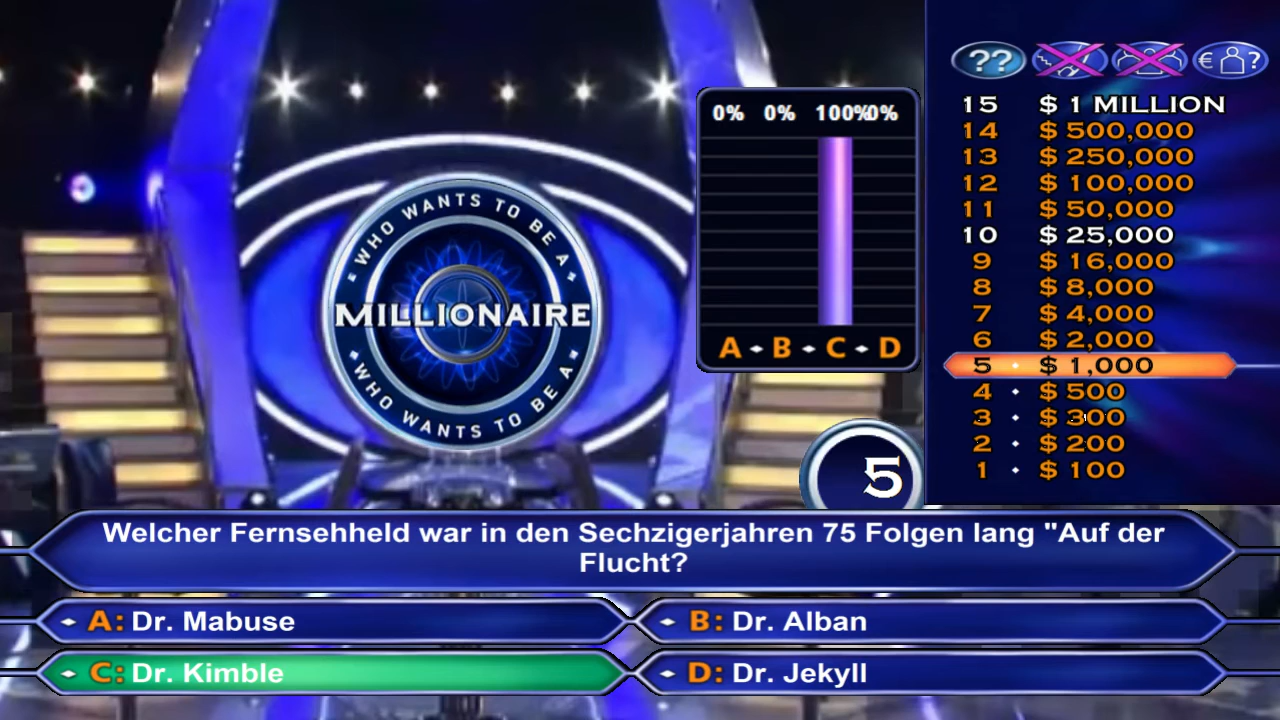 ?? € ?
0% 0% 100% 0%
15 $ 1 MILLION
14 $ 500,000
13 $ 250,000
12 $ 100,000
11 $ 50,000
10 $ 25,000
9 $ 16,000
8 $ 8,000
7 $ 4,000
6 $ 2,000
5 $ 1,000
4 $ 500
3 $ 300
2 $ 200
1 $ 100
WHO WANTS TO BE A
MILLIONAIRE
WHO WANTS TO BE A
A B C D
5
Welcher Fernsehheld war in den Sechzigerjahren 75 Folgen lang "Auf der
Flucht?
A: Dr. Mabuse
B: Dr. Alban
C: Dr. Kimble
D: Dr. Jekyll